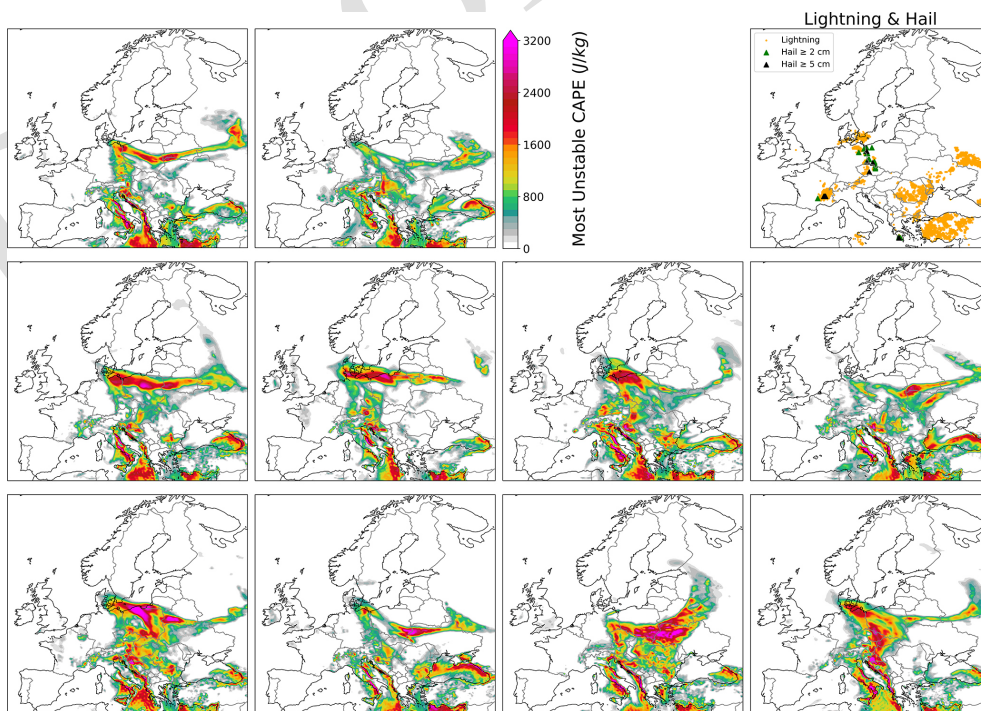 Lightning & Hail
Lightning
Hail ≥ 2 cm
Hail ≥ 5 cm
3200
2400
1600
800
0
Most Unstable CAPE (J/kg)